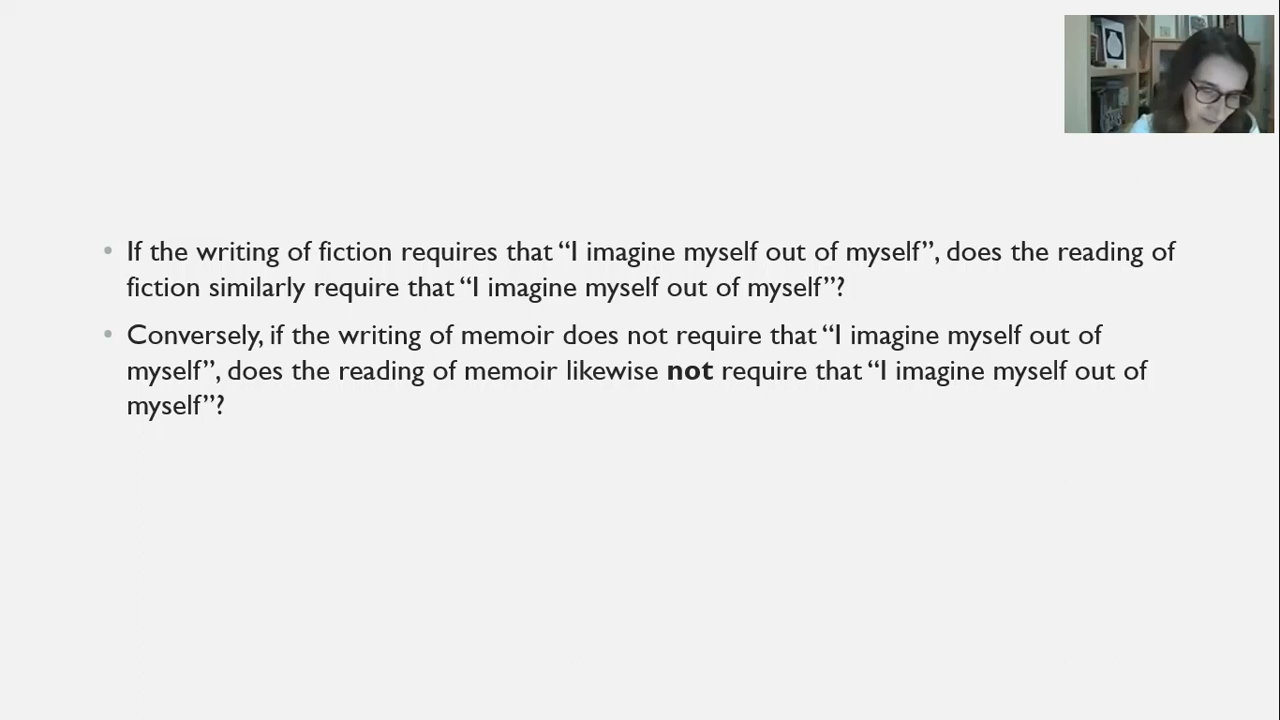 • If the writing of fiction requires that “I imagine myself out of myself”, does the reading of
fiction similarly require that “I imagine myself out of myself”?
• Conversely, if the writing of memoir does not require that “I imagine myself out of
myself”, does the reading of memoir likewise not require that “I imagine myself out of
myself”?